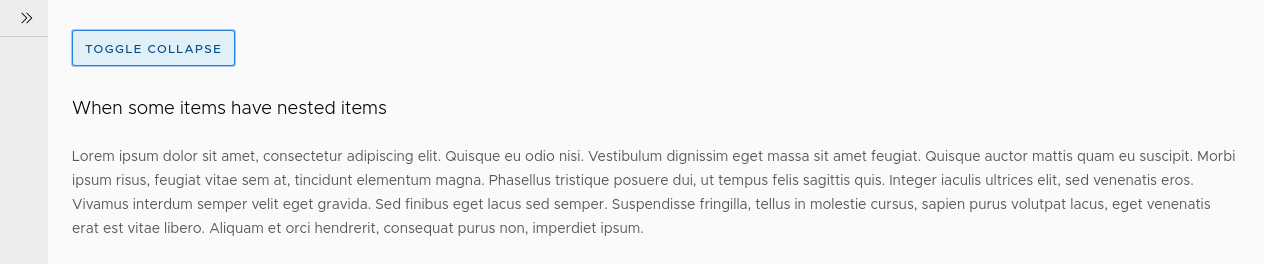 TOGGLE COLLAPSE
When some items have nested items
Lorem ipsum dolor sit amet, consectetur adipiscing elit. Quisque eu odio nisi. Vestibulum dignissim eget massa sit amet feugiat. Quisque auctor mattis quam eu suscipit. Morbi
ipsum risus, feugiat vitae sem at, tincidunt elementum magna. Phasellus tristique posuere dui, ut tempus felis sagittis quis. Integer iaculis ultrices elit, sed venenatis eros.
Vivamus interdum semper velit eget gravida. Sed finibus eget lacus sed semper. Suspendisse fringilla, tellus in molestie cursus, sapien purus volutpat lacus, eget venenatis
erat est vitae libero. Aliquam et orci hendrerit, consequat purus non, imperdiet ipsum.